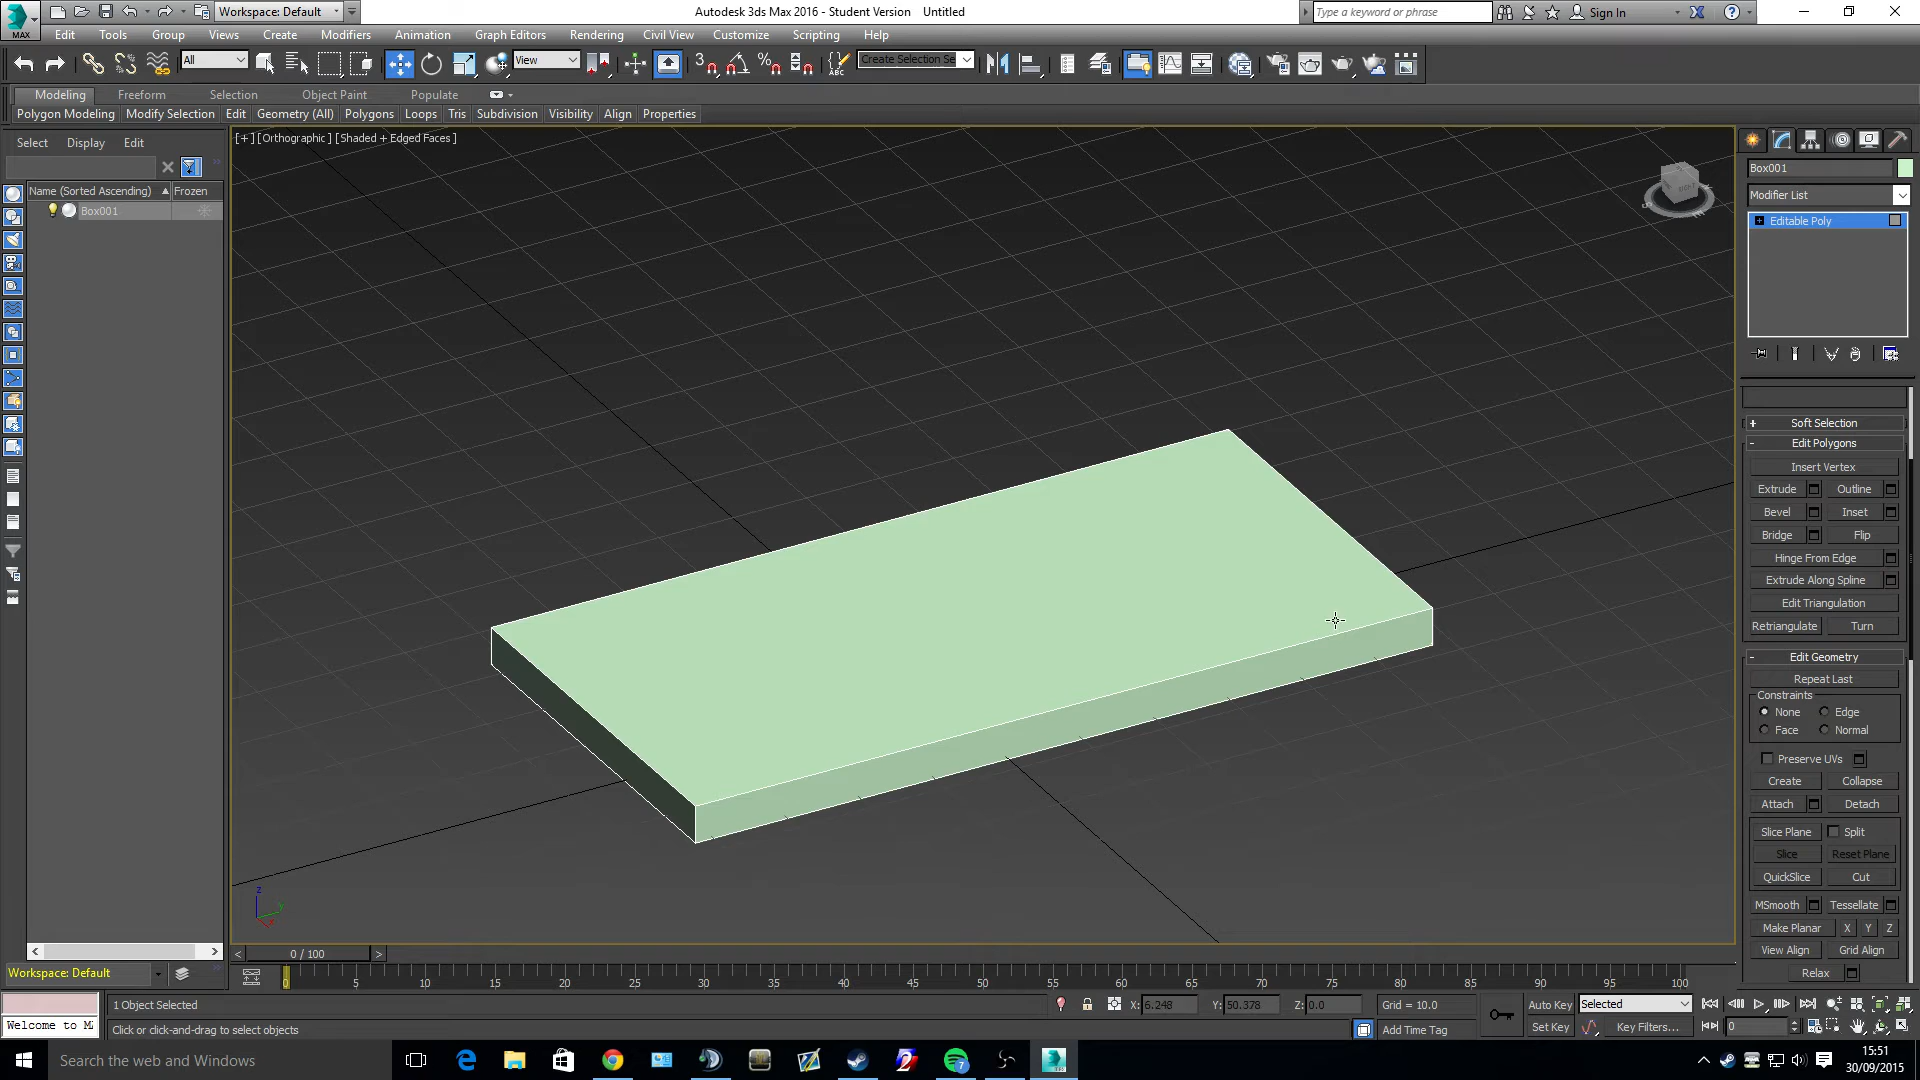 MAX
Workspace: Default
Autodesk 3ds Max 2016 - Student Version    Untitled
Type a keyword or phrase
Sign In
Edit Tools Group Views Create Modifiers Animation Graph Editors Rendering Civil View Customize Scripting Help
All
View
3
ABC
Create Selection Se
Modeling Freeform Selection Object Paint Populate
Polygon Modeling Modify Selection Edit Geometry (All) Polygons Loops Tris Subdivision Visibility Align Properties
Select Display Edit
Name (Sorted Ascending) Frozen
Box001
[+] [Orthographic ] [Shaded + Edged Faces ]
RIGHT
Box001
Modifier List
Editable Poly
+ Soft Selection
- Edit Polygons
Insert Vertex
Extrude Outline
Bevel Inset
Bridge Flip
Hinge From Edge
Extrude Along Spline
Edit Triangulation
Retriangulate Turn
- Edit Geometry
Repeat Last
Constraints
None Edge
Face Normal
Preserve UVs
Create Collapse
Attach Detach
Slice Plane Split
Slice Reset Plane
QuickSlice Cut
MSmooth Tessellate
Make Planar X Y Z
View Align Grid Align
Relax
z
y
x
< 0 / 100 >
Workspace: Default
0 5 10 15 20 25 30 35 40 45 50 55 60 65 70 75 80 85 90 95 100
1 Object Selected
X: 6.248 Y: 50.378 Z: 0.0 Grid = 10.0
Auto Key Selected
Welcome to M
Click or click-and-drag to select objects
Add Time Tag
Set Key Key Filters... 0
Search the web and Windows
7
15:51
30/09/2015